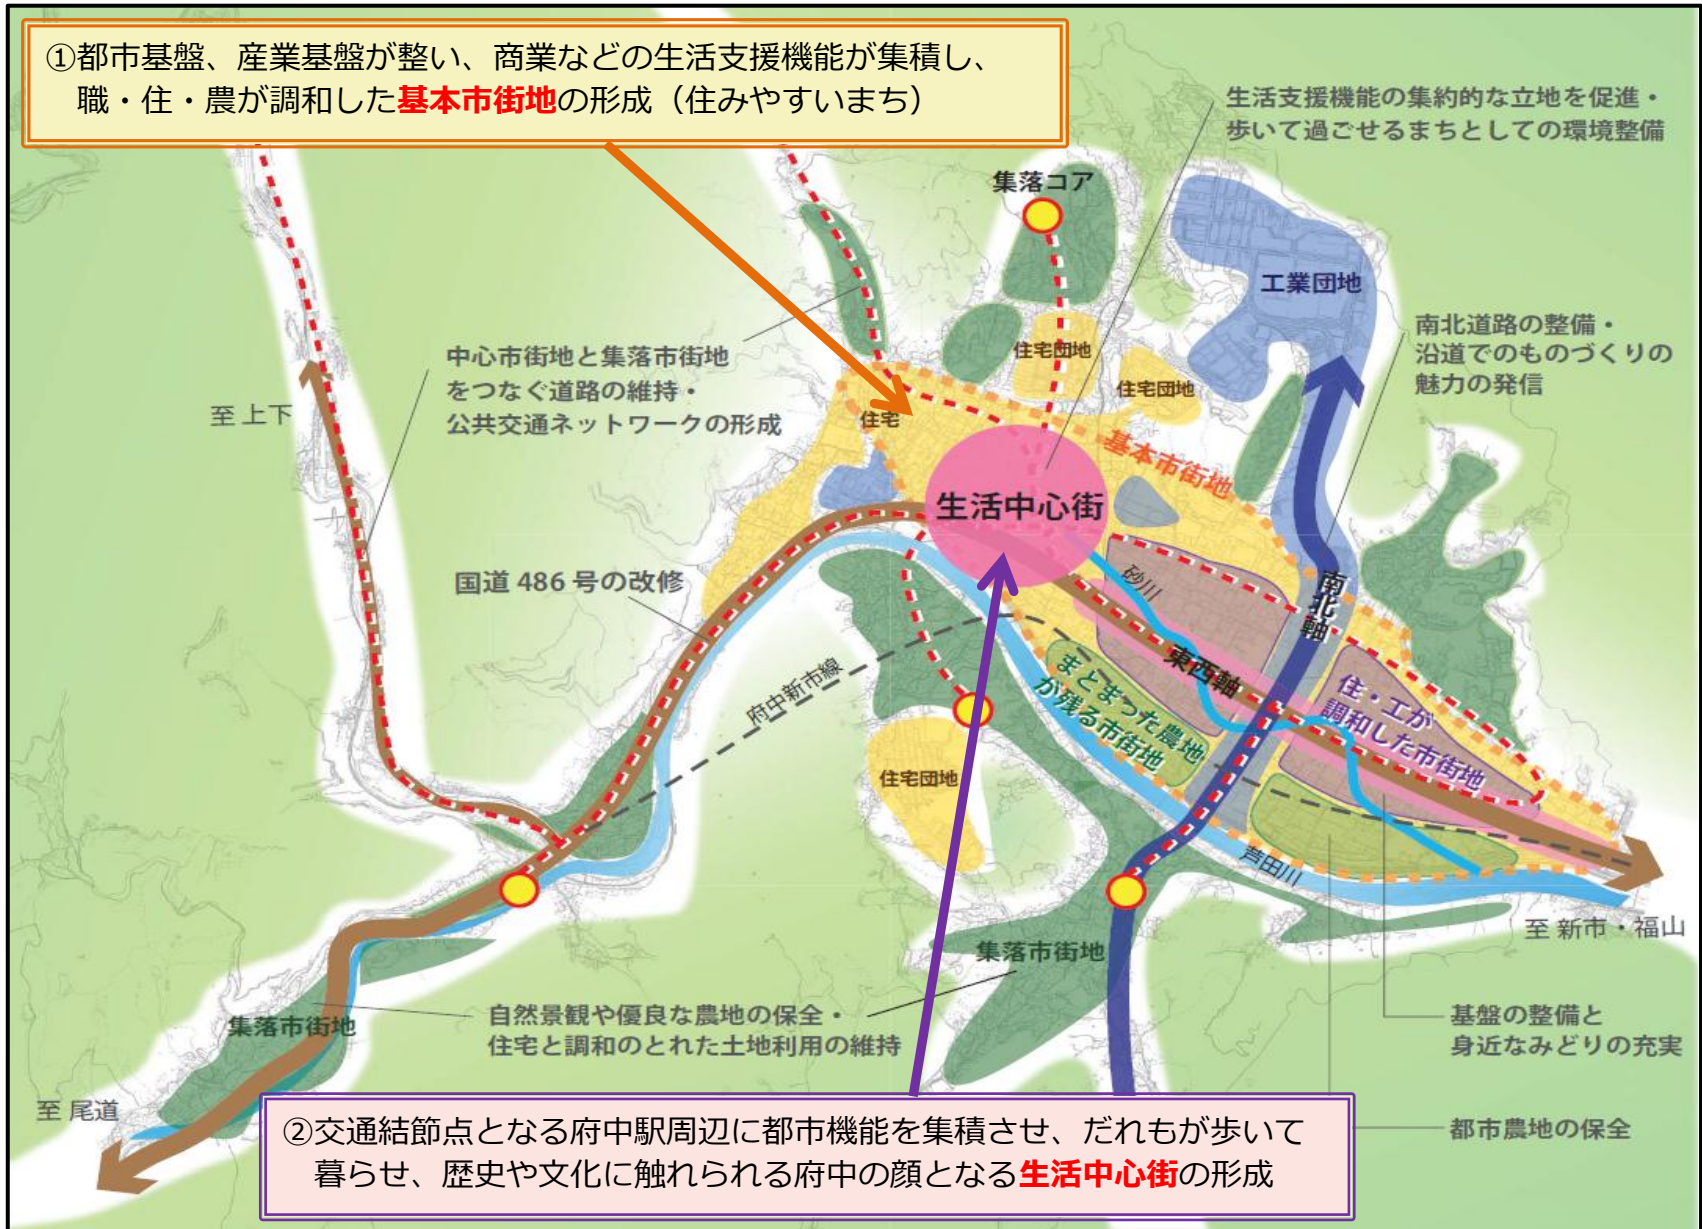 ①都市基盤、産業基盤が整い、商業などの生活支援機能が集積し、
職・住・農が調和した基本市街地の形成（住みやすいまち）
生活支援機能の集約的な立地を促進・
歩いて過ごせるまちとしての環境整備
集落コア
工業団地
南北道路の整備・
沿道でのものづくりの
魅力の発信
住宅団地
住宅団地
中心市街地と集落市街地
をつなぐ道路の維持・
公共交通ネットワークの形成
至 上下
住宅
基本市街地
生活中心街
国道 486 号の改修
砂川
南北軸
府中新市線
東西軸
まとまった農地
が残る市街地
住・工が
調和した市街地
住宅団地
芦田川
至 新市・福山
集落市街地
集落市街地
自然景観や優良な農地の保全・
住宅と調和のとれた土地利用の維持
基盤の整備と
身近なみどりの充実
至 尾道
都市農地の保全
②交通結節点となる府中駅周辺に都市機能を集積させ、だれもが歩いて
暮らせ、歴史や文化に触れられる府中の顔となる生活中心街の形成